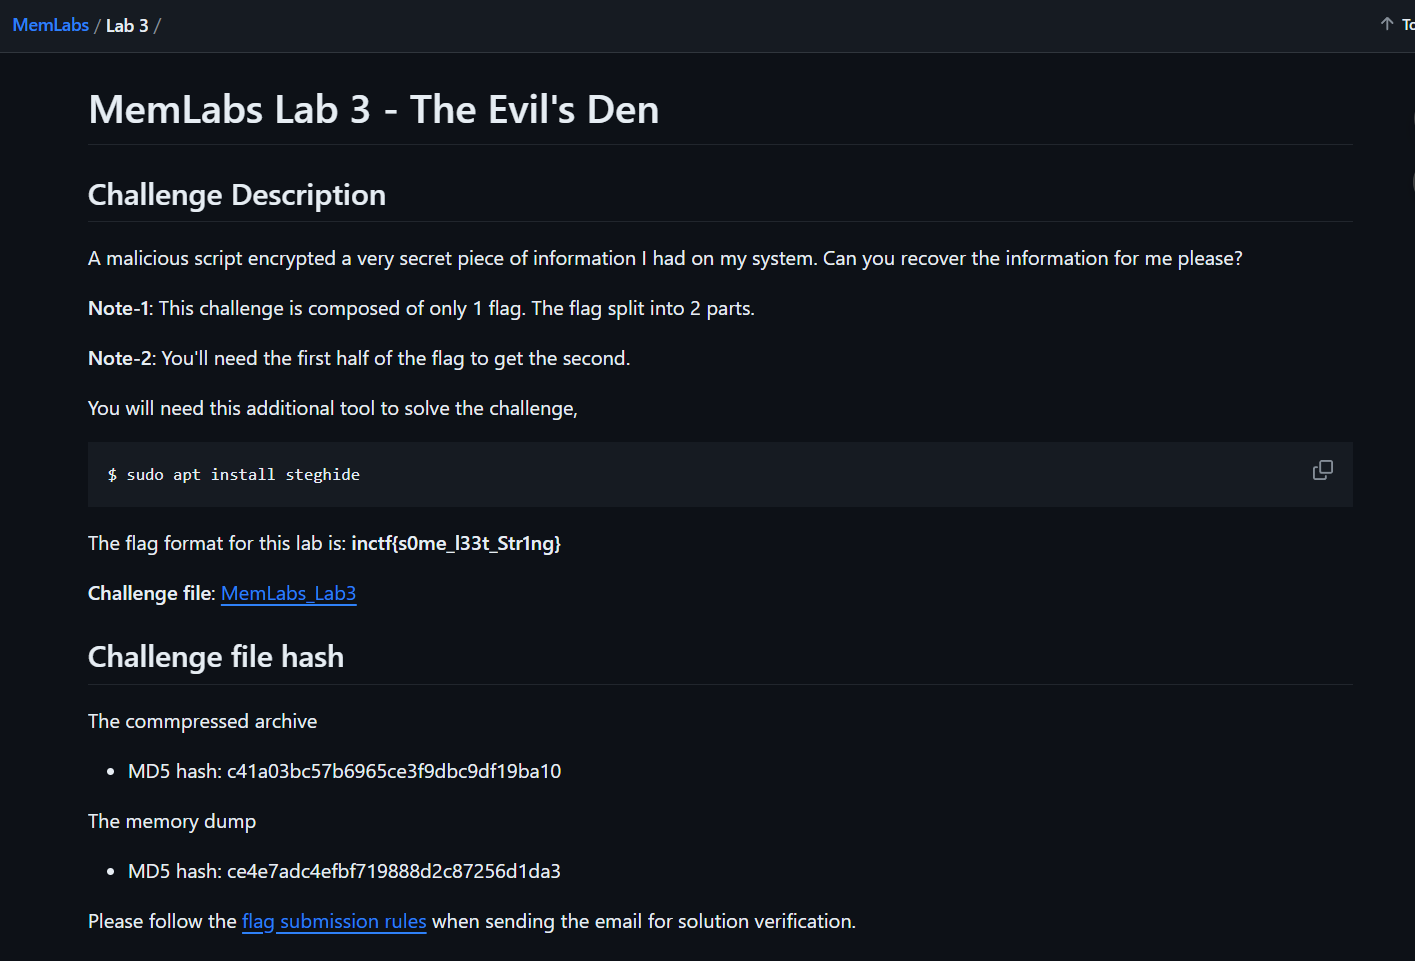 MemLabs / Lab 3 /
↑ To
MemLabs Lab 3 - The Evil's Den
Challenge Description
A malicious script encrypted a very secret piece of information I had on my system. Can you recover the information for me please?
Note-1: This challenge is composed of only 1 flag. The flag split into 2 parts.
Note-2: You'll need the first half of the flag to get the second.
You will need this additional tool to solve the challenge,
$ sudo apt install steghide
The flag format for this lab is: inctf{s0me_l33t_Str1ng}
Challenge file: MemLabs_Lab3
Challenge file hash
The commpressed archive
• MD5 hash: c41a03bc57b6965ce3f9dbc9df19ba10
The memory dump
• MD5 hash: ce4e7adc4efbf719888d2c87256d1da3
Please follow the flag submission rules when sending the email for solution verification.